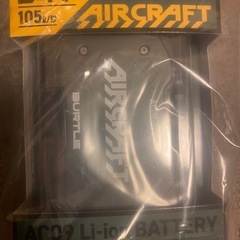 105
AIRCRAFT
AIRCRAFT
BURTLE
AC09 Li-ion BATTERY